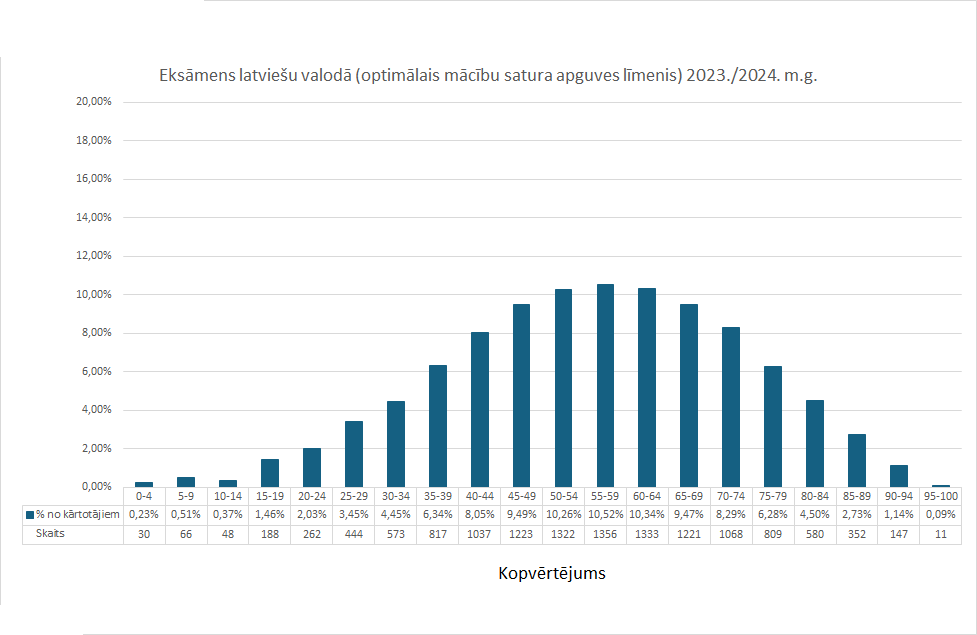 Eksāmens latviešu valodā (optimālais mācību satura apguves līmenis) 2023./2024. m.g.
20,00%
18,00%
16,00%
14,00%
12,00%
10,00%
8,00%
6,00%
4,00%
2,00%
0,00%
0-4 5-9 10-14 15-19 20-24 25-29 30-34 35-39 40-44 45-49 50-54 55-59 60-64 65-69 70-74 75-79 80-84 85-89 90-94 95-100
% no kārtotājiem 0,23% 0,51% 0,37% 1,46% 2,03% 3,45% 4,45% 6,34% 8,05% 9,49% 10,26% 10,52% 10,34% 9,47% 8,29% 6,28% 4,50% 2,73% 1,14% 0,09%
Skaits 30 66 48 188 262 444 573 817 1037 1223 1322 1356 1333 1221 1068 809 580 352 147 11
Kopvērtējums